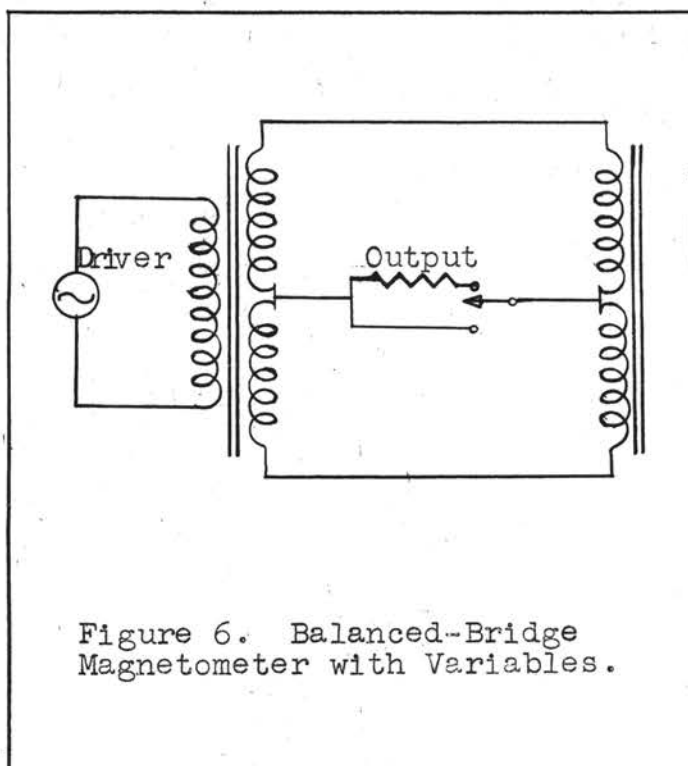 Driver
Output
Figure 6. Balanced-Bridge
Magnetometer with Variables.